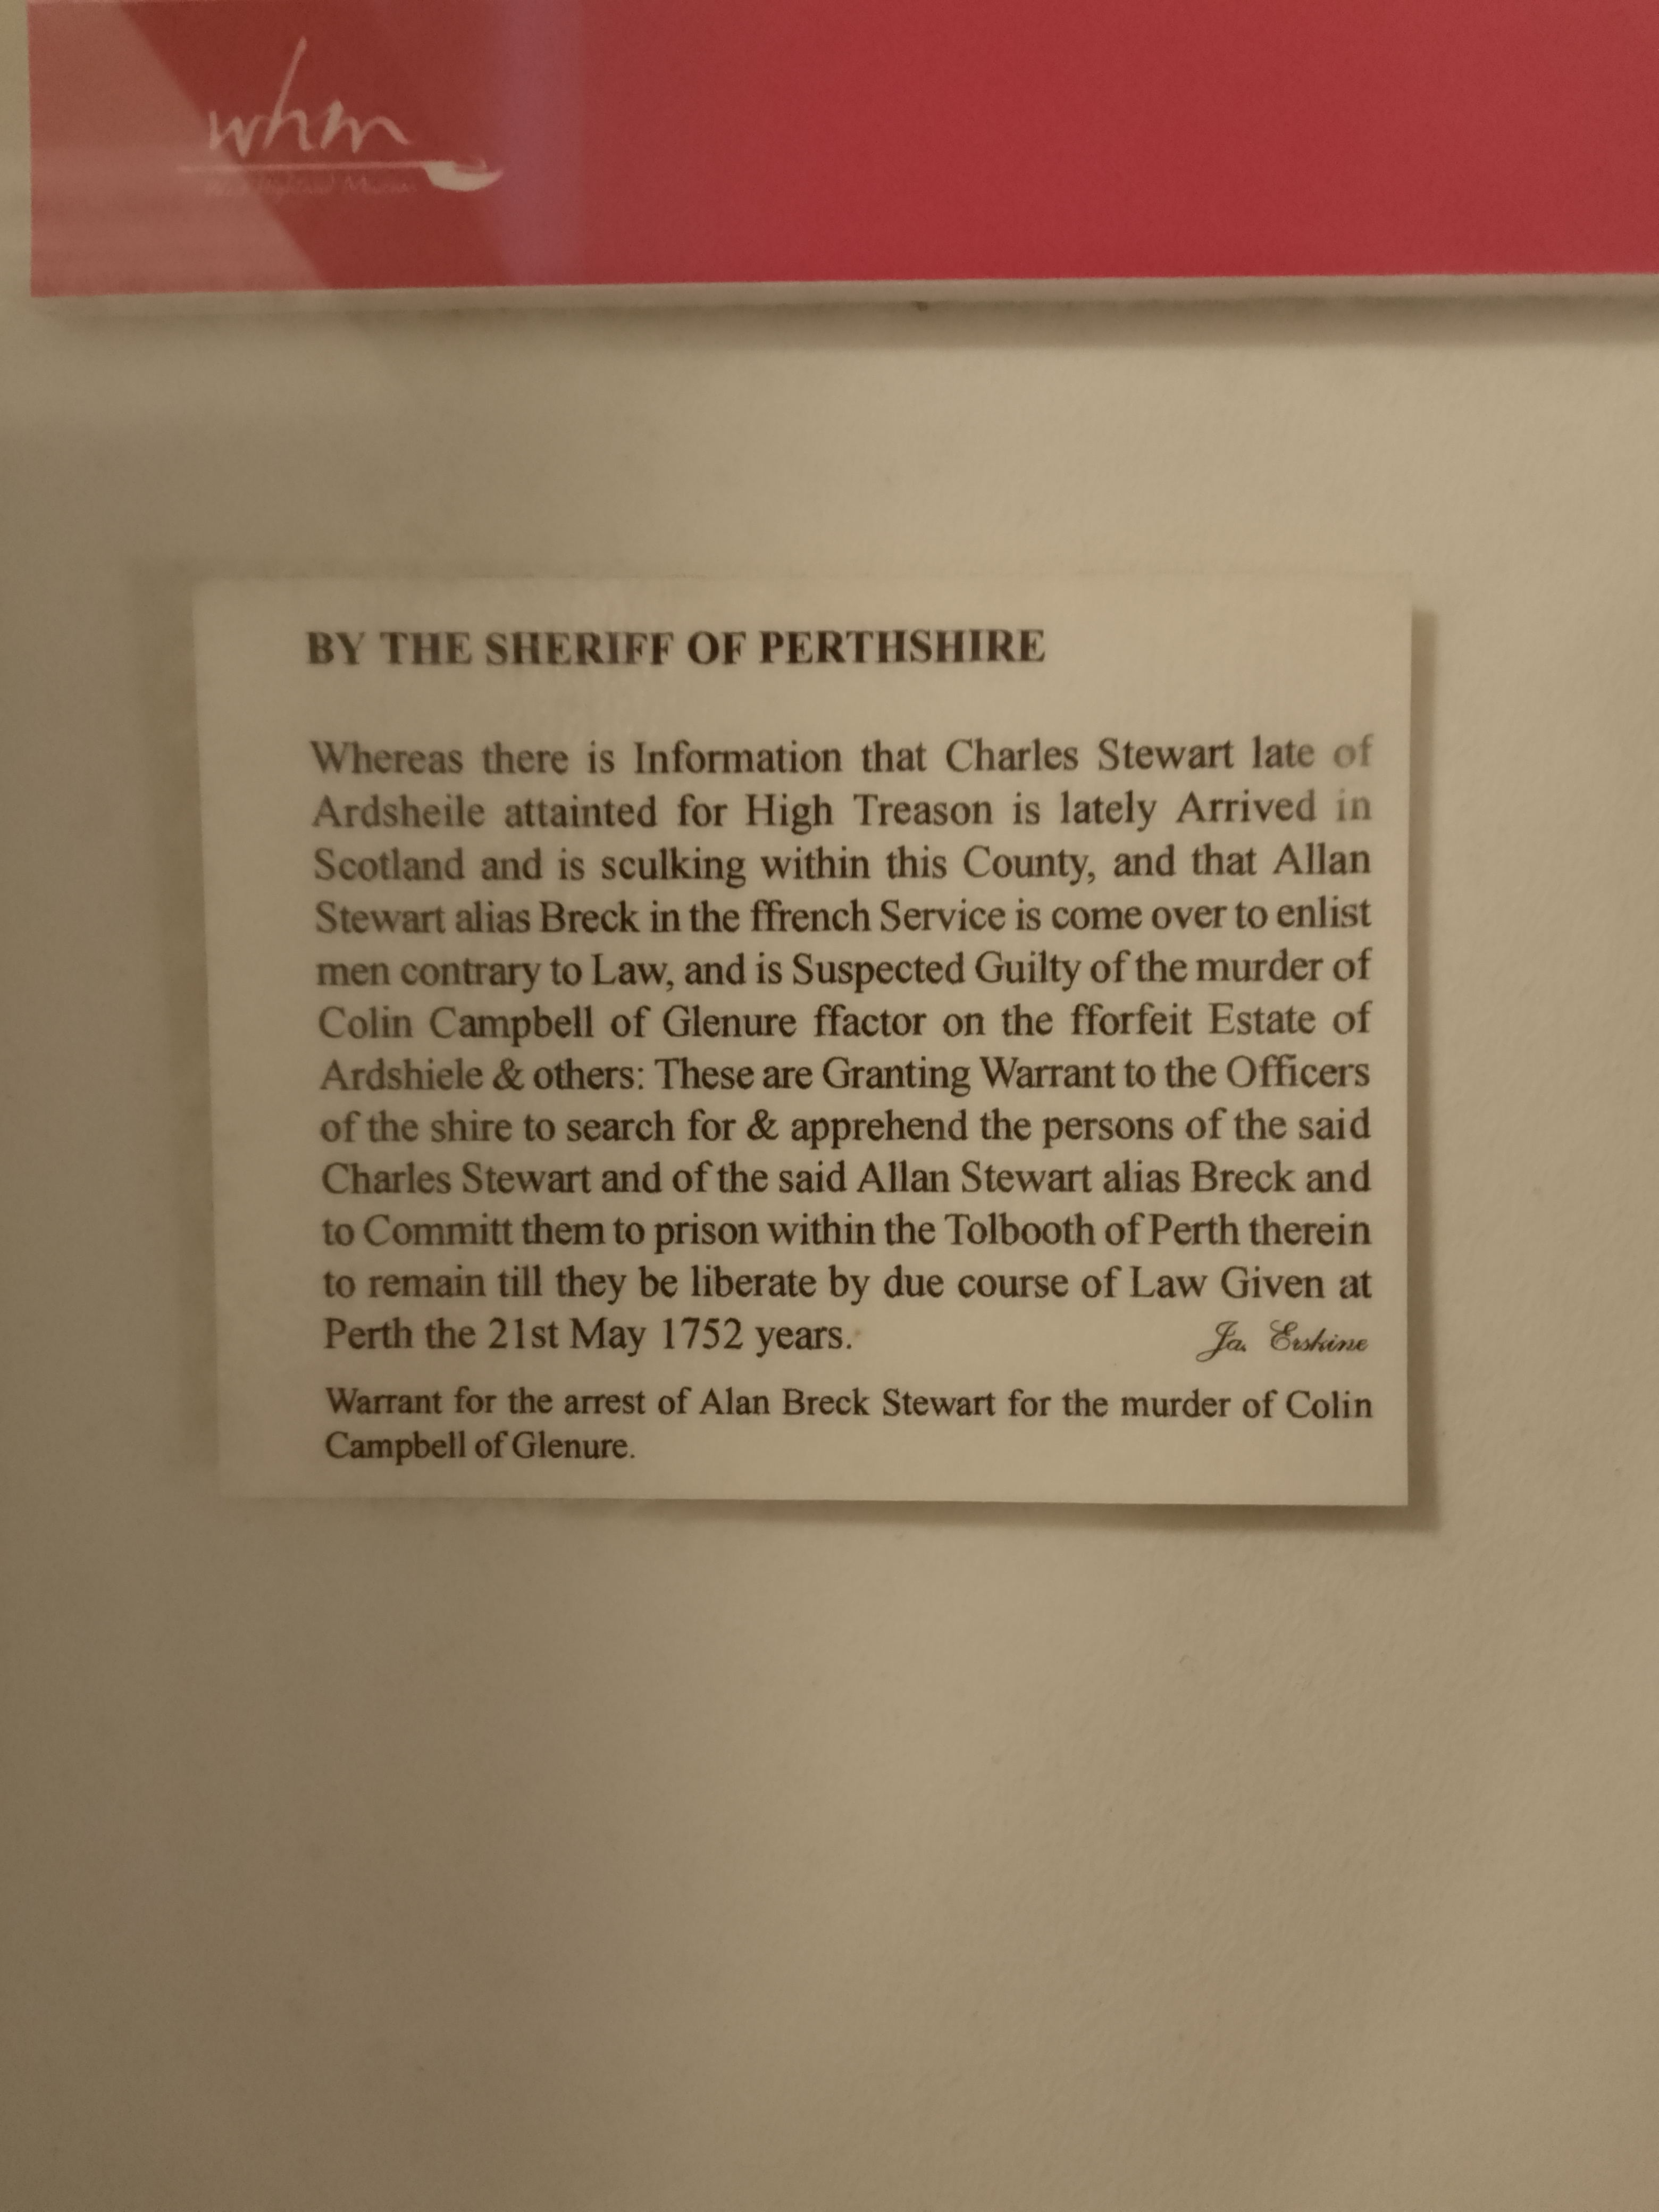 whm
West Highland Museum
BY THE SHERIFF OF PERTHSHIRE
Whereas there is Information that Charles Stewart late of
Ardsheile attainted for High Treason is lately Arrived in
Scotland and is sculking within this County, and that Allan
Stewart alias Breck in the ffrench Service is come over to enlist
men contrary to Law, and is Suspected Guilty of the murder of
Colin Campbell of Glenure ffactor on the fforfeit Estate of
Ardshiele & others: These are Granting Warrant to the Officers
of the shire to search for & apprehend the persons of the said
Charles Stewart and of the said Allan Stewart alias Breck and
to Committ them to prison within the Tolbooth of Perth therein
to remain till they be liberate by due course of Law Given at
Perth the 21st May 1752 years. Ja. Erskine
Warrant for the arrest of Alan Breck Stewart for the murder of Colin
Campbell of Glenure.